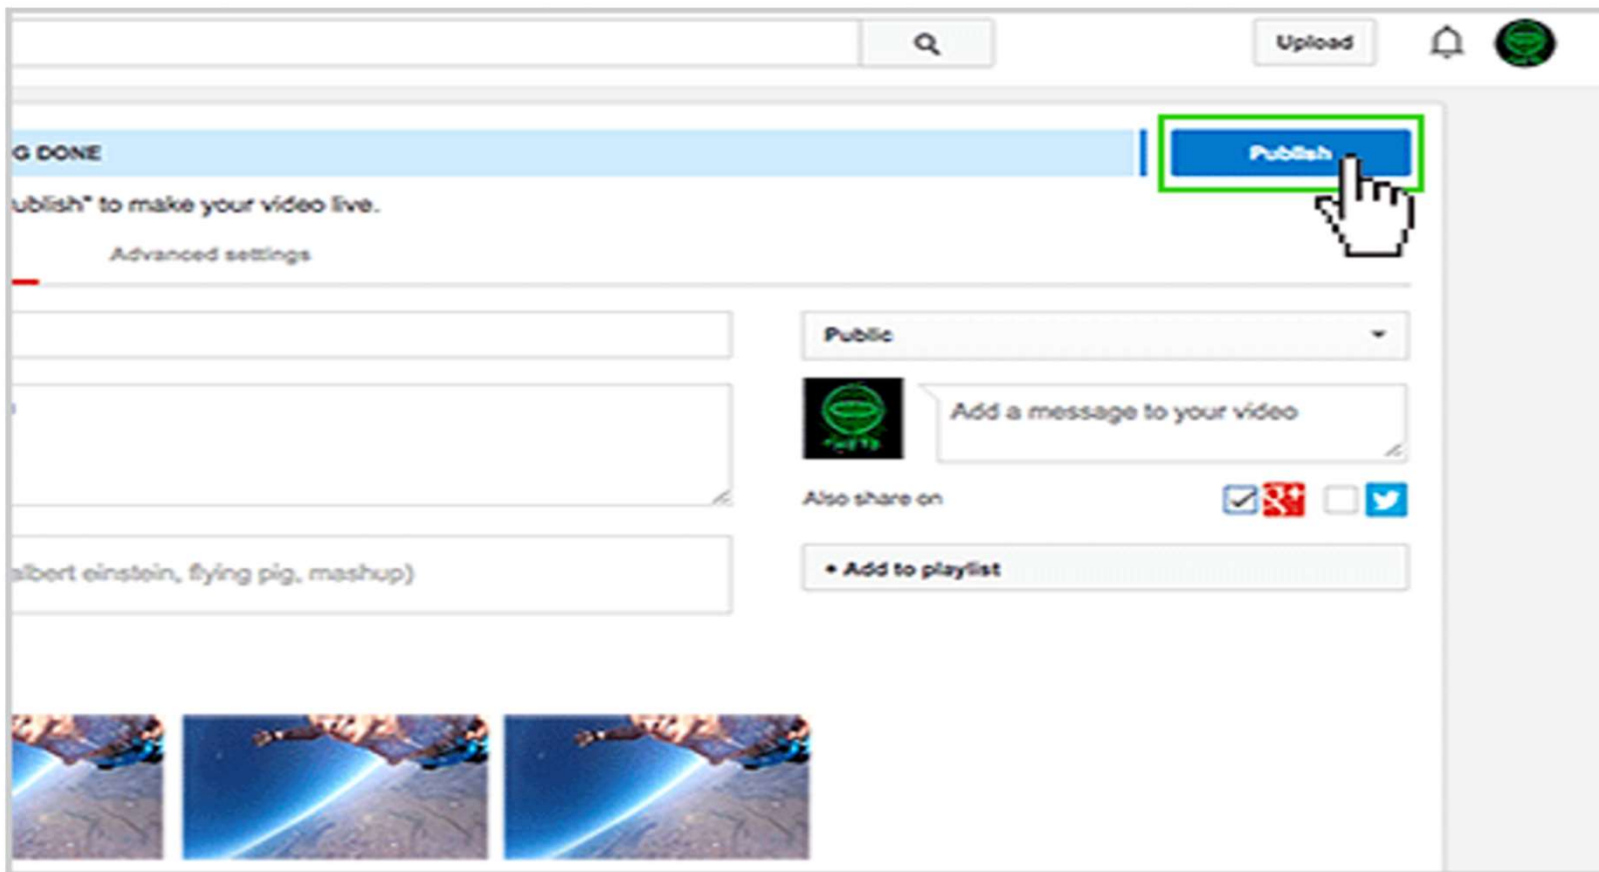 Upload
G DONE
Publish
ublish" to make your video live.
Advanced settings
Public
Add a message to your video
Also share on
g+
albert einstein, flying pig, mashup)
+ Add to playlist